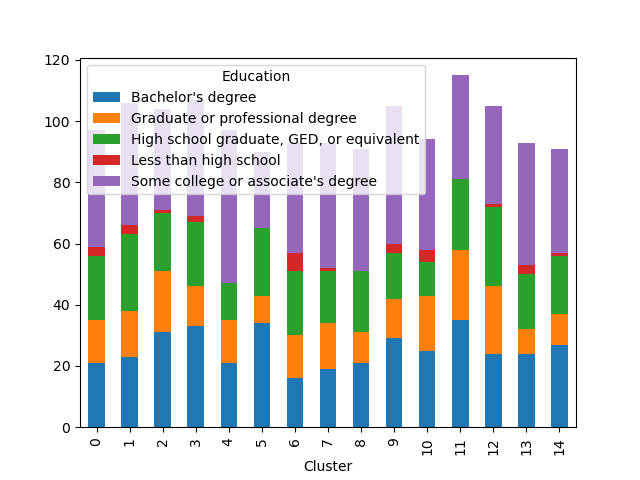 Education
Bachelor's degree
Graduate or professional degree
High school graduate, GED, or equivalent
Less than high school
Some college or associate's degree
120
100
80
60
40
20
0
0 1 2 3 4 5 6 7 8 9 10 11 12 13 14
Cluster